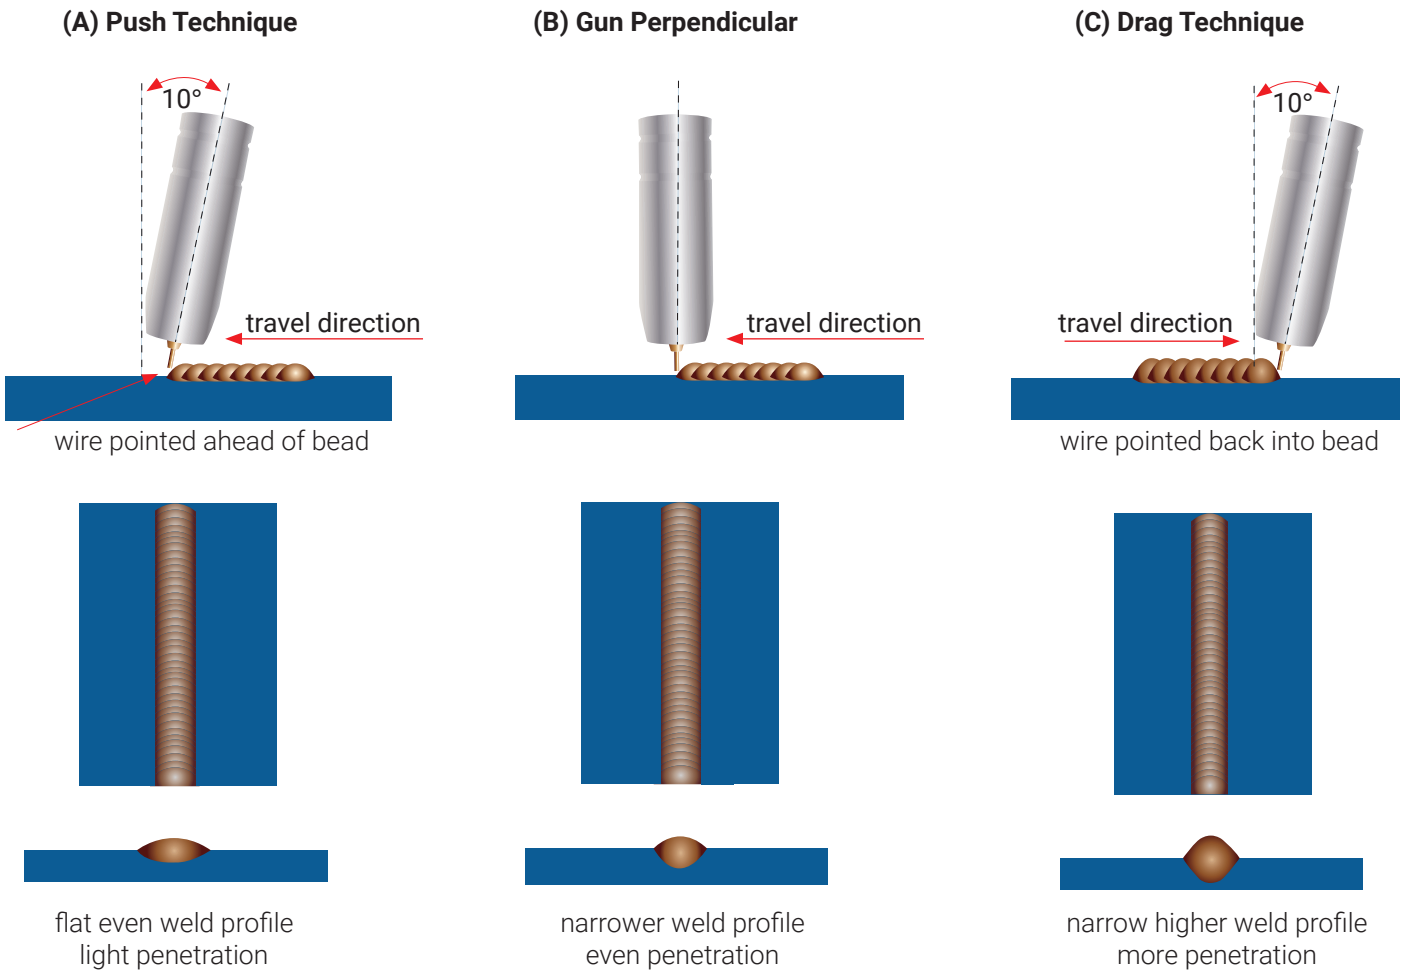 (A) Push Technique
(B) Gun Perpendicular
(C) Drag Technique
10°
10°
travel direction
travel direction
travel direction
wire pointed ahead of bead
wire pointed back into bead
flat even weld profile
light penetration
narrower weld profile
even penetration
narrow higher weld profile
more penetration